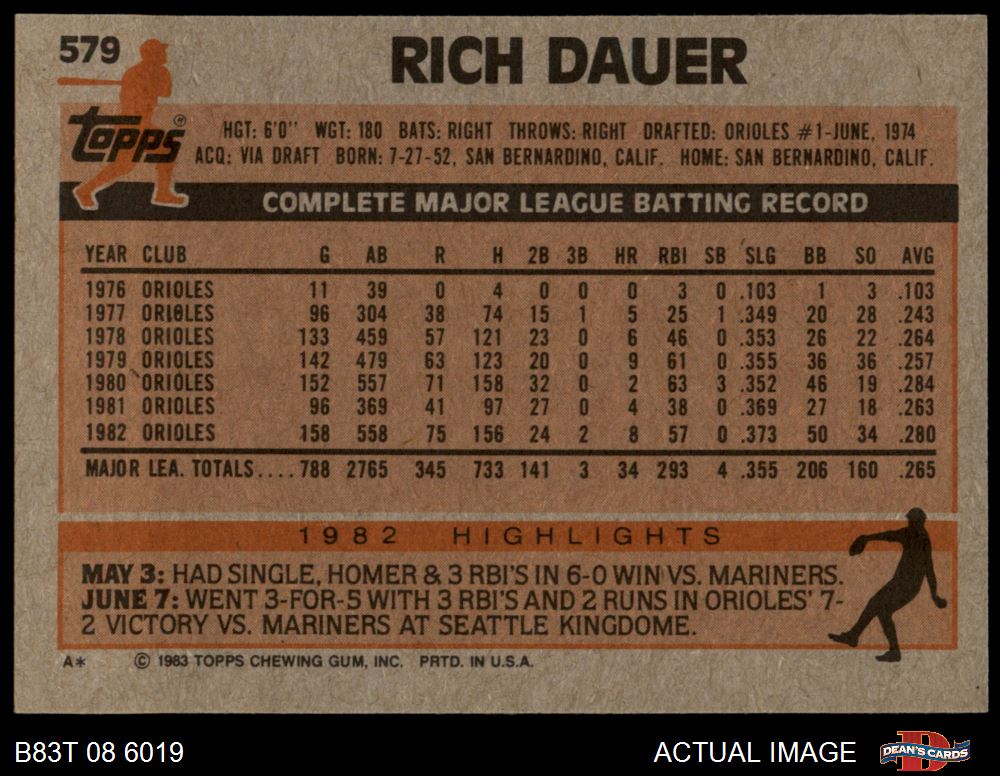 579
RICH DAUER
Topps®
HGT: 6'0" WGT: 180 BATS: RIGHT THROWS: RIGHT DRAFTED: ORIOLES #1-JUNE, 1974
ACQ: VIA DRAFT BORN: 7-27-52, SAN BERNARDINO, CALIF. HOME: SAN BERNARDINO, CALIF.
COMPLETE MAJOR LEAGUE BATTING RECORD
YEAR CLUB G AB R H 2B 3B HR RBI SB SLG BB SO AVG
1976 ORIOLES 11 39 0 4 0 0 0 3 0 .103 1 3 .103
1977 ORIOLES 96 304 38 74 15 1 5 25 1 .349 20 28 .243
1978 ORIOLES 133 459 57 121 23 0 6 46 0 .353 26 22 .264
1979 ORIOLES 142 479 63 123 20 0 9 61 0 .355 36 36 .257
1980 ORIOLES 152 557 71 158 32 0 2 63 3 .352 46 19 .284
1981 ORIOLES 96 369 41 97 27 0 4 38 0 .369 27 18 .263
1982 ORIOLES 158 558 75 156 24 2 8 57 0 .373 50 34 .280
MAJOR LEA. TOTALS.... 788 2765 345 733 141 3 34 293 4 .355 206 160 .265
1982 HIGHLIGHTS
MAY 3: HAD SINGLE, HOMER & 3 RBI'S IN 6-0 WIN VS. MARINERS.
JUNE 7: WENT 3-FOR-5 WITH 3 RBI'S AND 2 RUNS IN ORIOLES' 7-
2 VICTORY VS. MARINERS AT SEATTLE KINGDOME.
A* © 1983 TOPPS CHEWING GUM, INC. PRTD. IN U.S.A.
B83T 08 6019 ACTUAL IMAGE DEAN'S CARDS